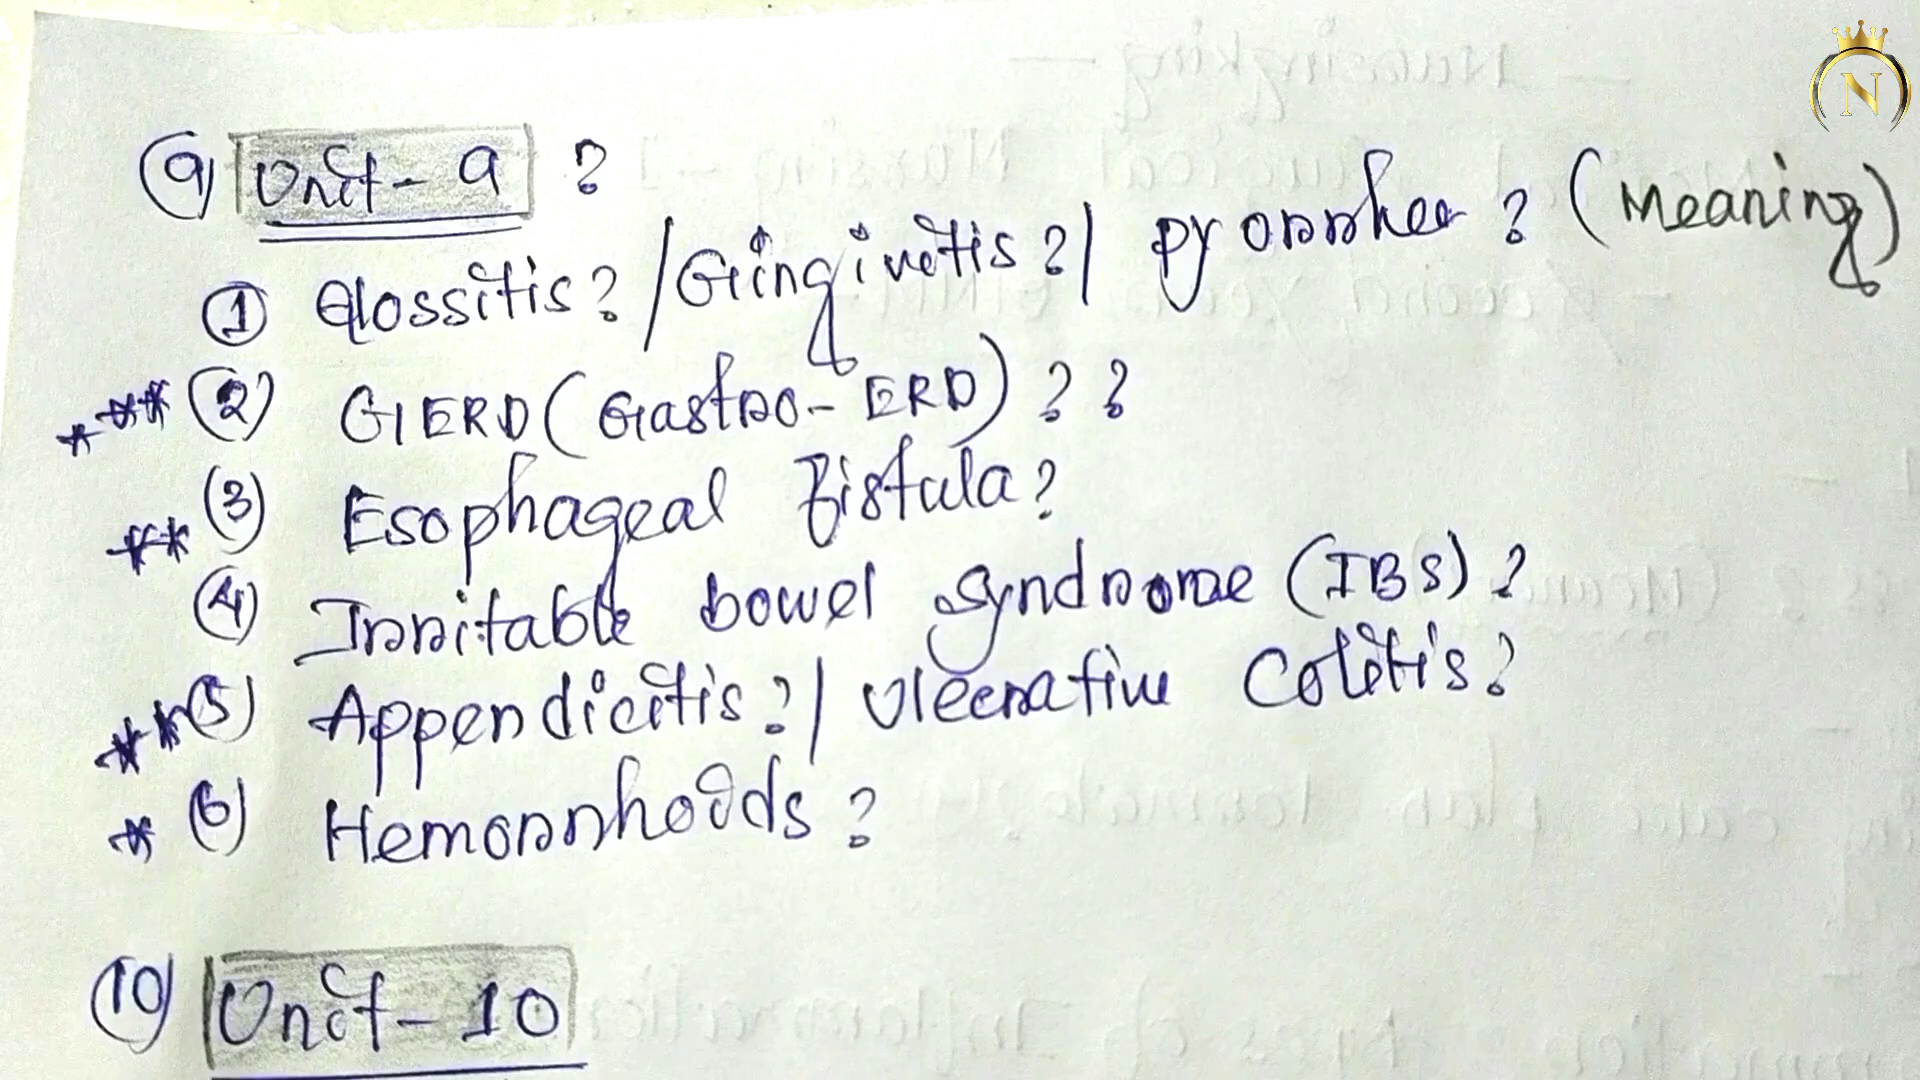 9) Unit - 9 ?
① Glossitis? / Gingivitis? / pyorrhea? (Meaning)
*** (2) GERD (Gastro-ERD) ??
(3) Esophageal fistula?
**
(4) Irritable bowel syndrome (IBS)?
** (5) Appendicitis? / Ulcerative Colitis?
* (6) Hemorrhoids?
10) Unit - 10
N